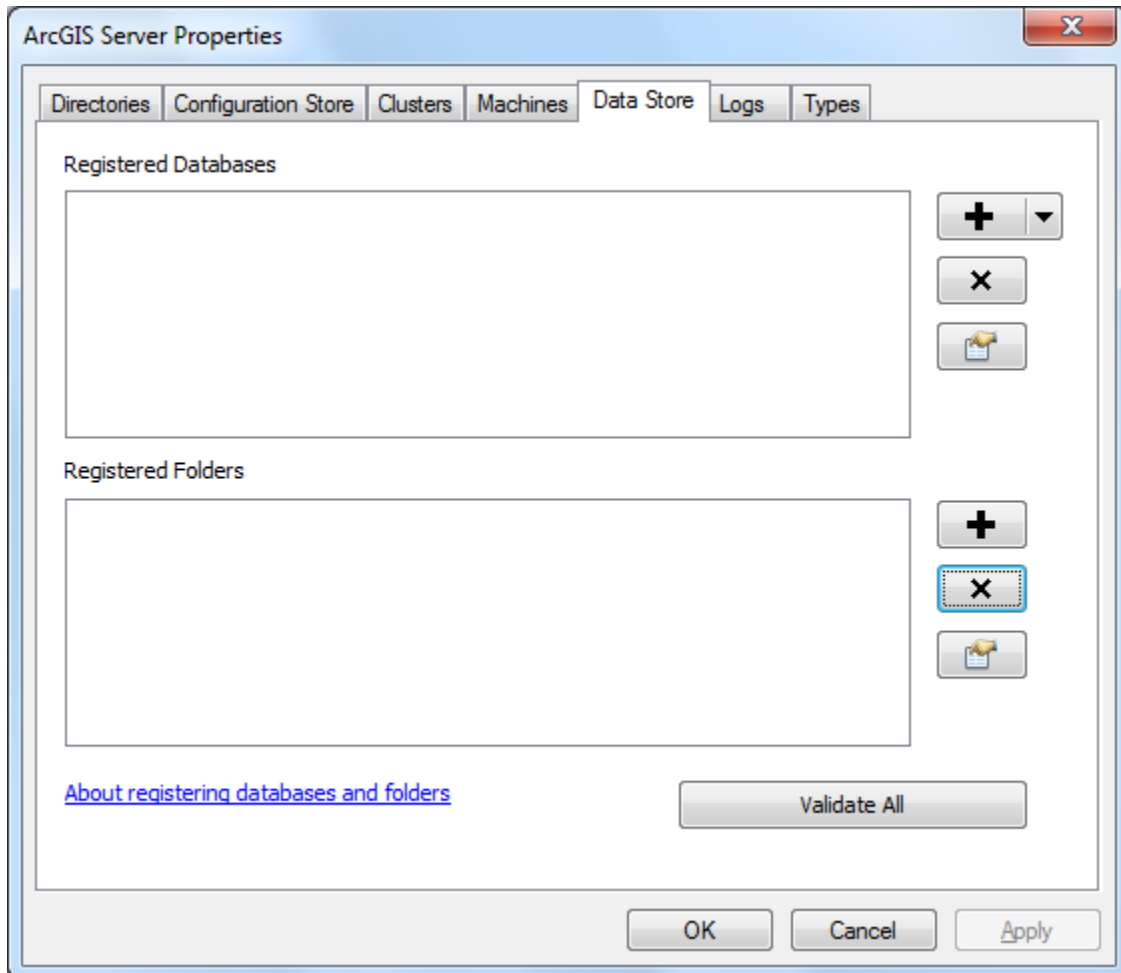 ArcGIS Server Properties
Directories Configuration Store Clusters Machines Data Store Logs Types
Registered Databases
Registered Folders
About registering databases and folders
Validate All
OK Cancel Apply